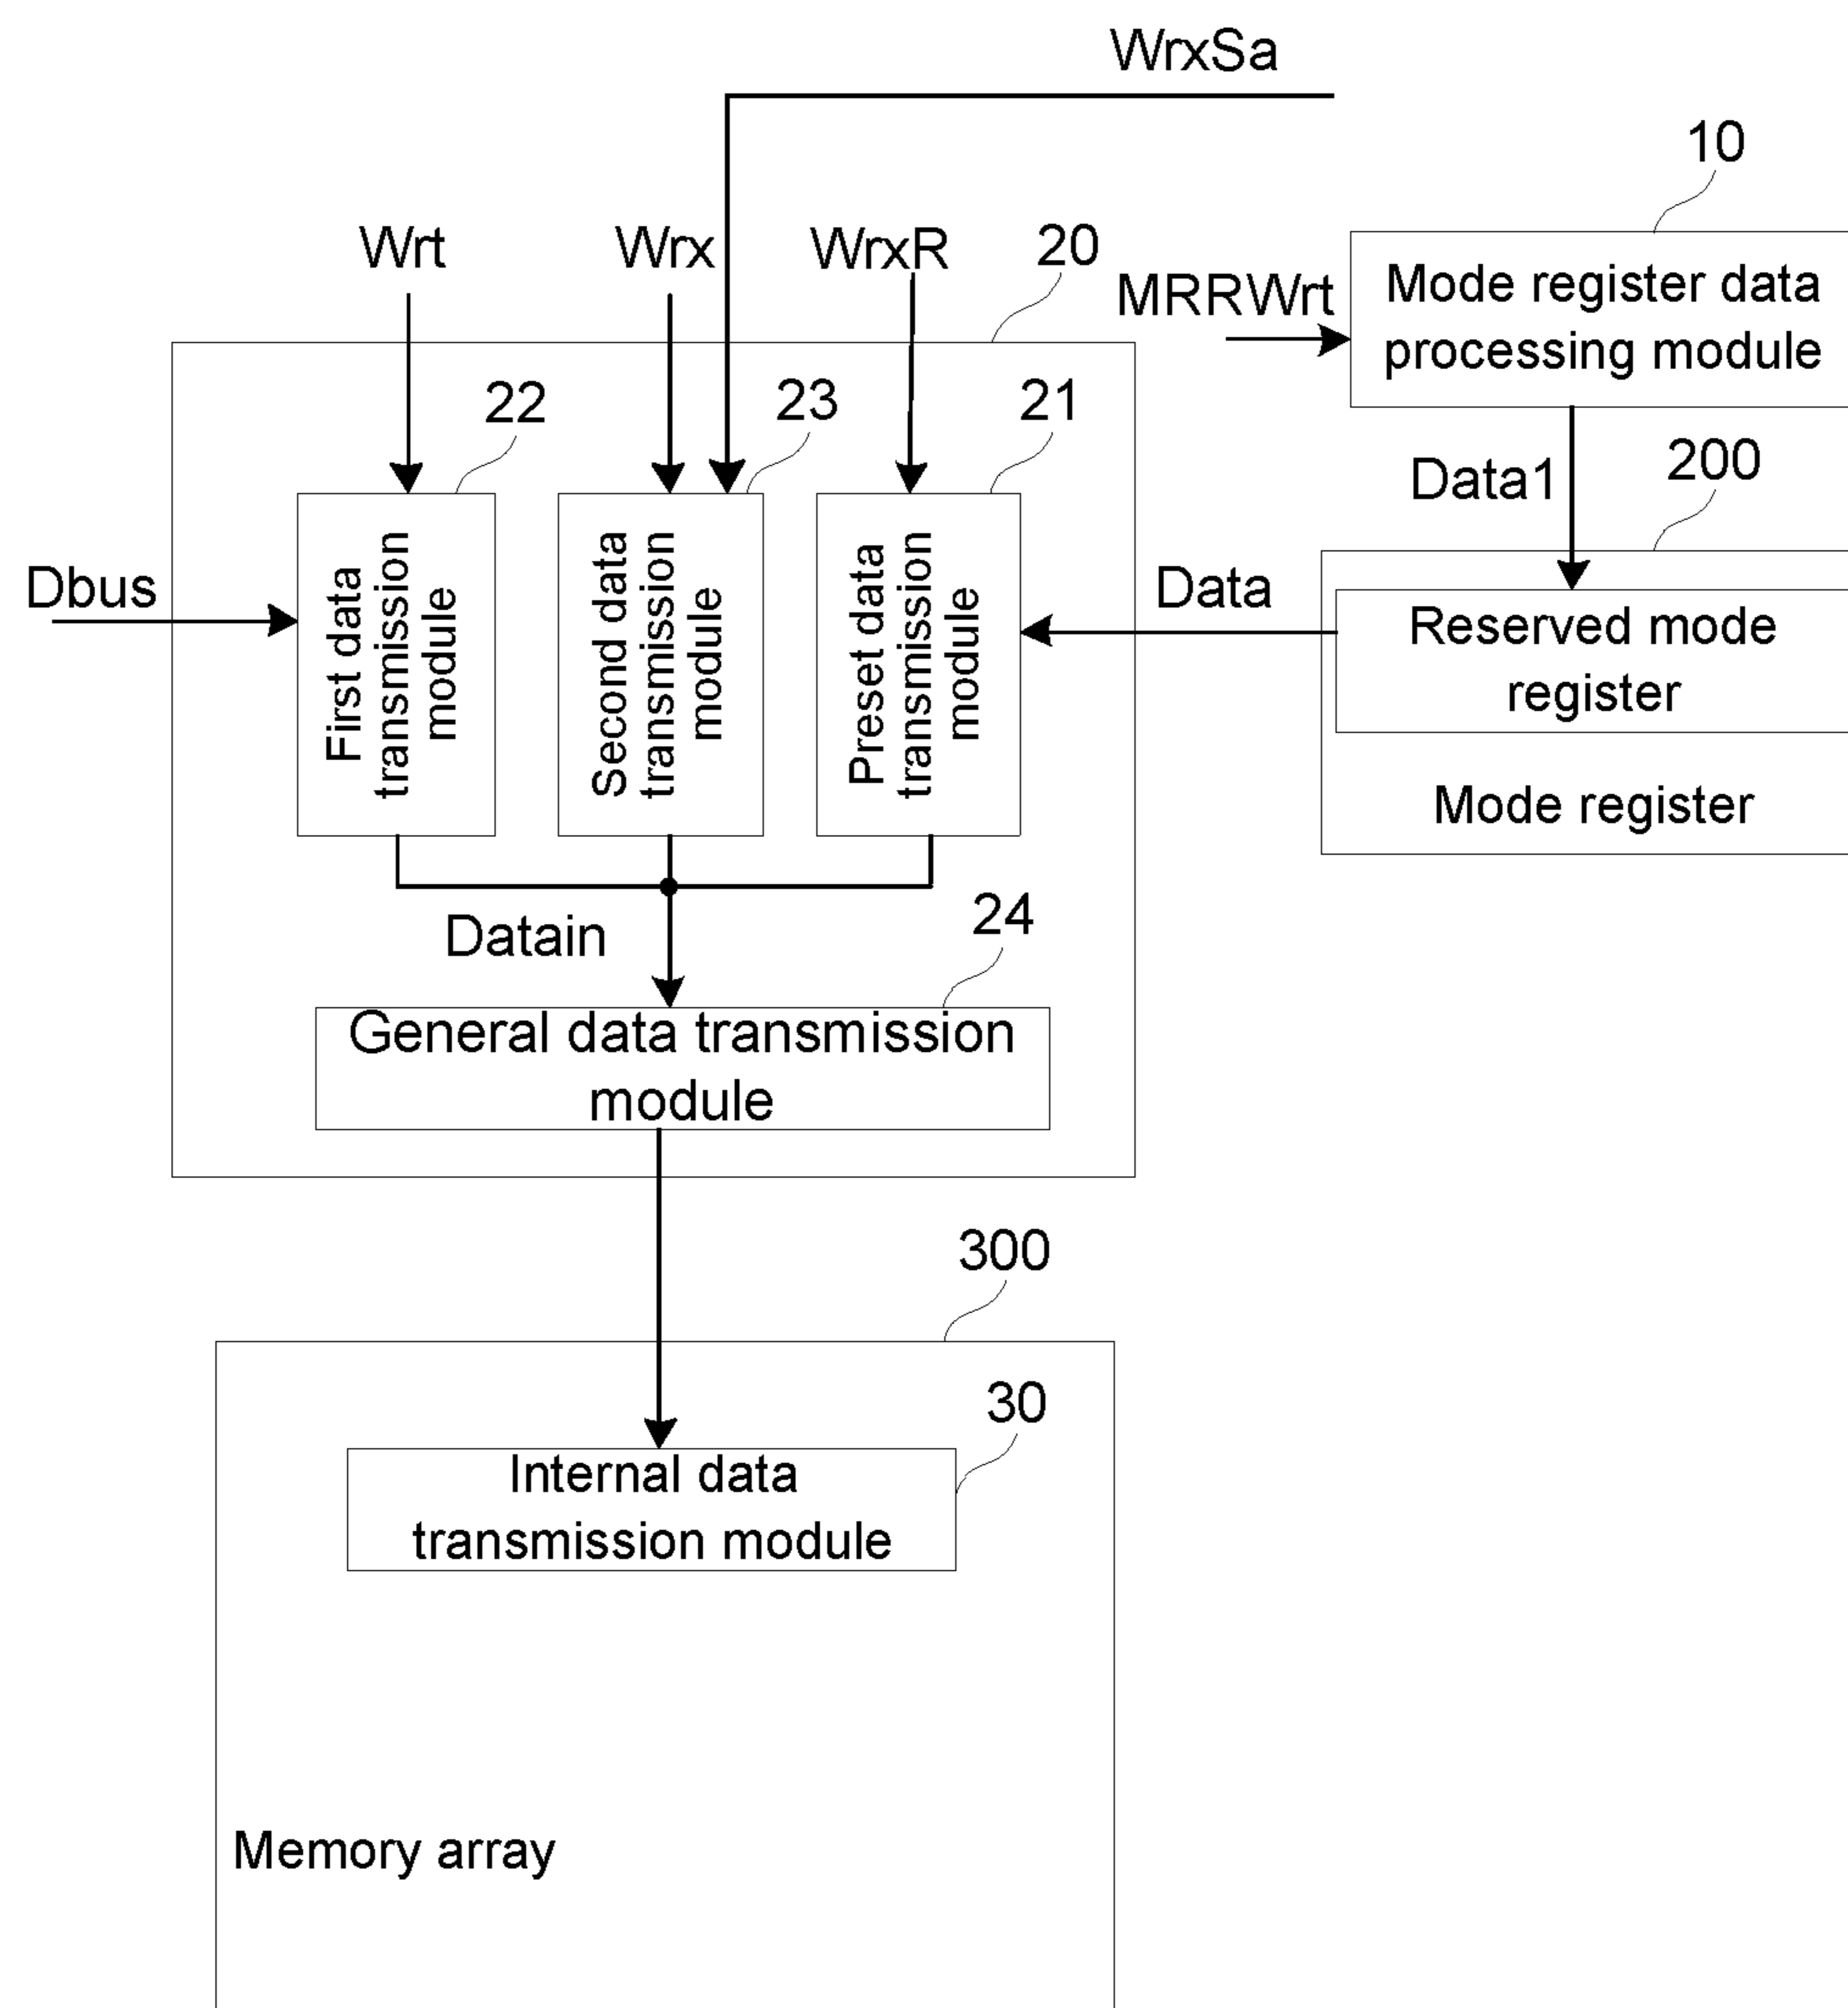 WrxSa
10
Wrt
Wrx
WrxR
20
MRRWrt
Mode register data
processing module
22
23
21
Data1
200
Dbus
First data
transmission
module
Second data
transmission
module
Preset data
transmission
module
Data
Reserved mode
register
Mode register
Datain
24
General data transmission
module
300
30
Internal data
transmission module
Memory array